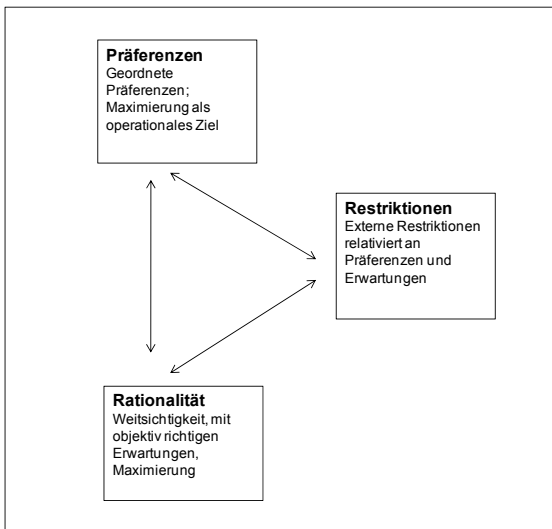 Präferenzen
Geordnete
Präferenzen;
Maximierung als
operationales Ziel
Restriktionen
Externe Restriktionen
relativiert an
Präferenzen und
Erwartungen
Rationalität
Weitsichtigkeit, mit
objektiv richtigen
Erwartungen,
Maximierung